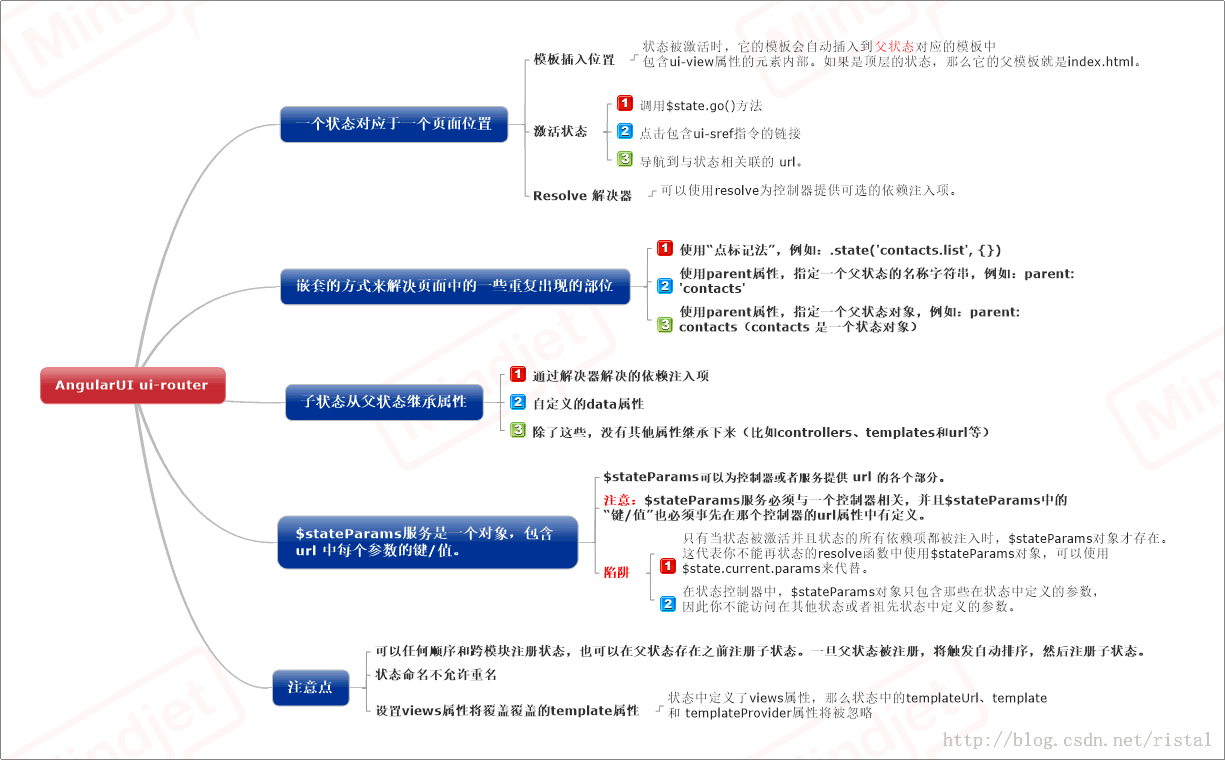 AngularUI ui-router
一个状态对应于一个页面位置
模板插入位置
状态被激活时，它的模板会自动插入到父状态对应的模板中
包含ui-view属性的元素内部。如果是顶层的状态，那么它的父模板就是index.html。
激活状态
1 调用$state.go()方法
2 点击包含ui-sref指令的链接
3 导航到与状态相关联的 url。
Resolve 解决器
可以使用resolve为控制器提供可选的依赖注入项。
嵌套的方式来解决页面中的一些重复出现的部位
1 使用“点标记法”，例如：.state('contacts.list', {})
2 使用parent属性，指定一个父状态的名称字符串，例如：parent:
'contacts'
3 使用parent属性，指定一个父状态对象，例如：parent:
contacts（contacts 是一个状态对象）
子状态从父状态继承属性
1 通过解决器解决的依赖注入项
2 自定义的data属性
3 除了这些，没有其他属性继承下来（比如controllers、templates和url等）
$stateParams服务是一个对象，包含
url 中每个参数的键/值。
$stateParams可以为控制器或者服务提供 url 的各个部分。
注意：$stateParams服务必须与一个控制器相关，并且$stateParams中的
“键/值”也必须事先在那个控制器的url属性中有定义。
陷阱
1 只有当状态被激活并且状态的所有依赖项都被注入时，$stateParams对象才存在。
这代表你不能再状态的resolve函数中使用$stateParams对象，可以使用
$state.current.params来代替。
2 在状态控制器中，$stateParams对象只包含那些在状态中定义的参数，
因此你不能访问在其他状态或者祖先状态中定义的参数。
注意点
可以任何顺序和跨模块注册状态，也可以在父状态存在之前注册子状态。一旦父状态被注册，将触发自动排序，然后注册子状态。
状态命名不允许重名
设置views属性将覆盖覆盖的template属性
状态中定义了views属性，那么状态中的templateUrl、template
和 templateProvider属性将被忽略
Mindjet
http://blog.csdn.net/ristal